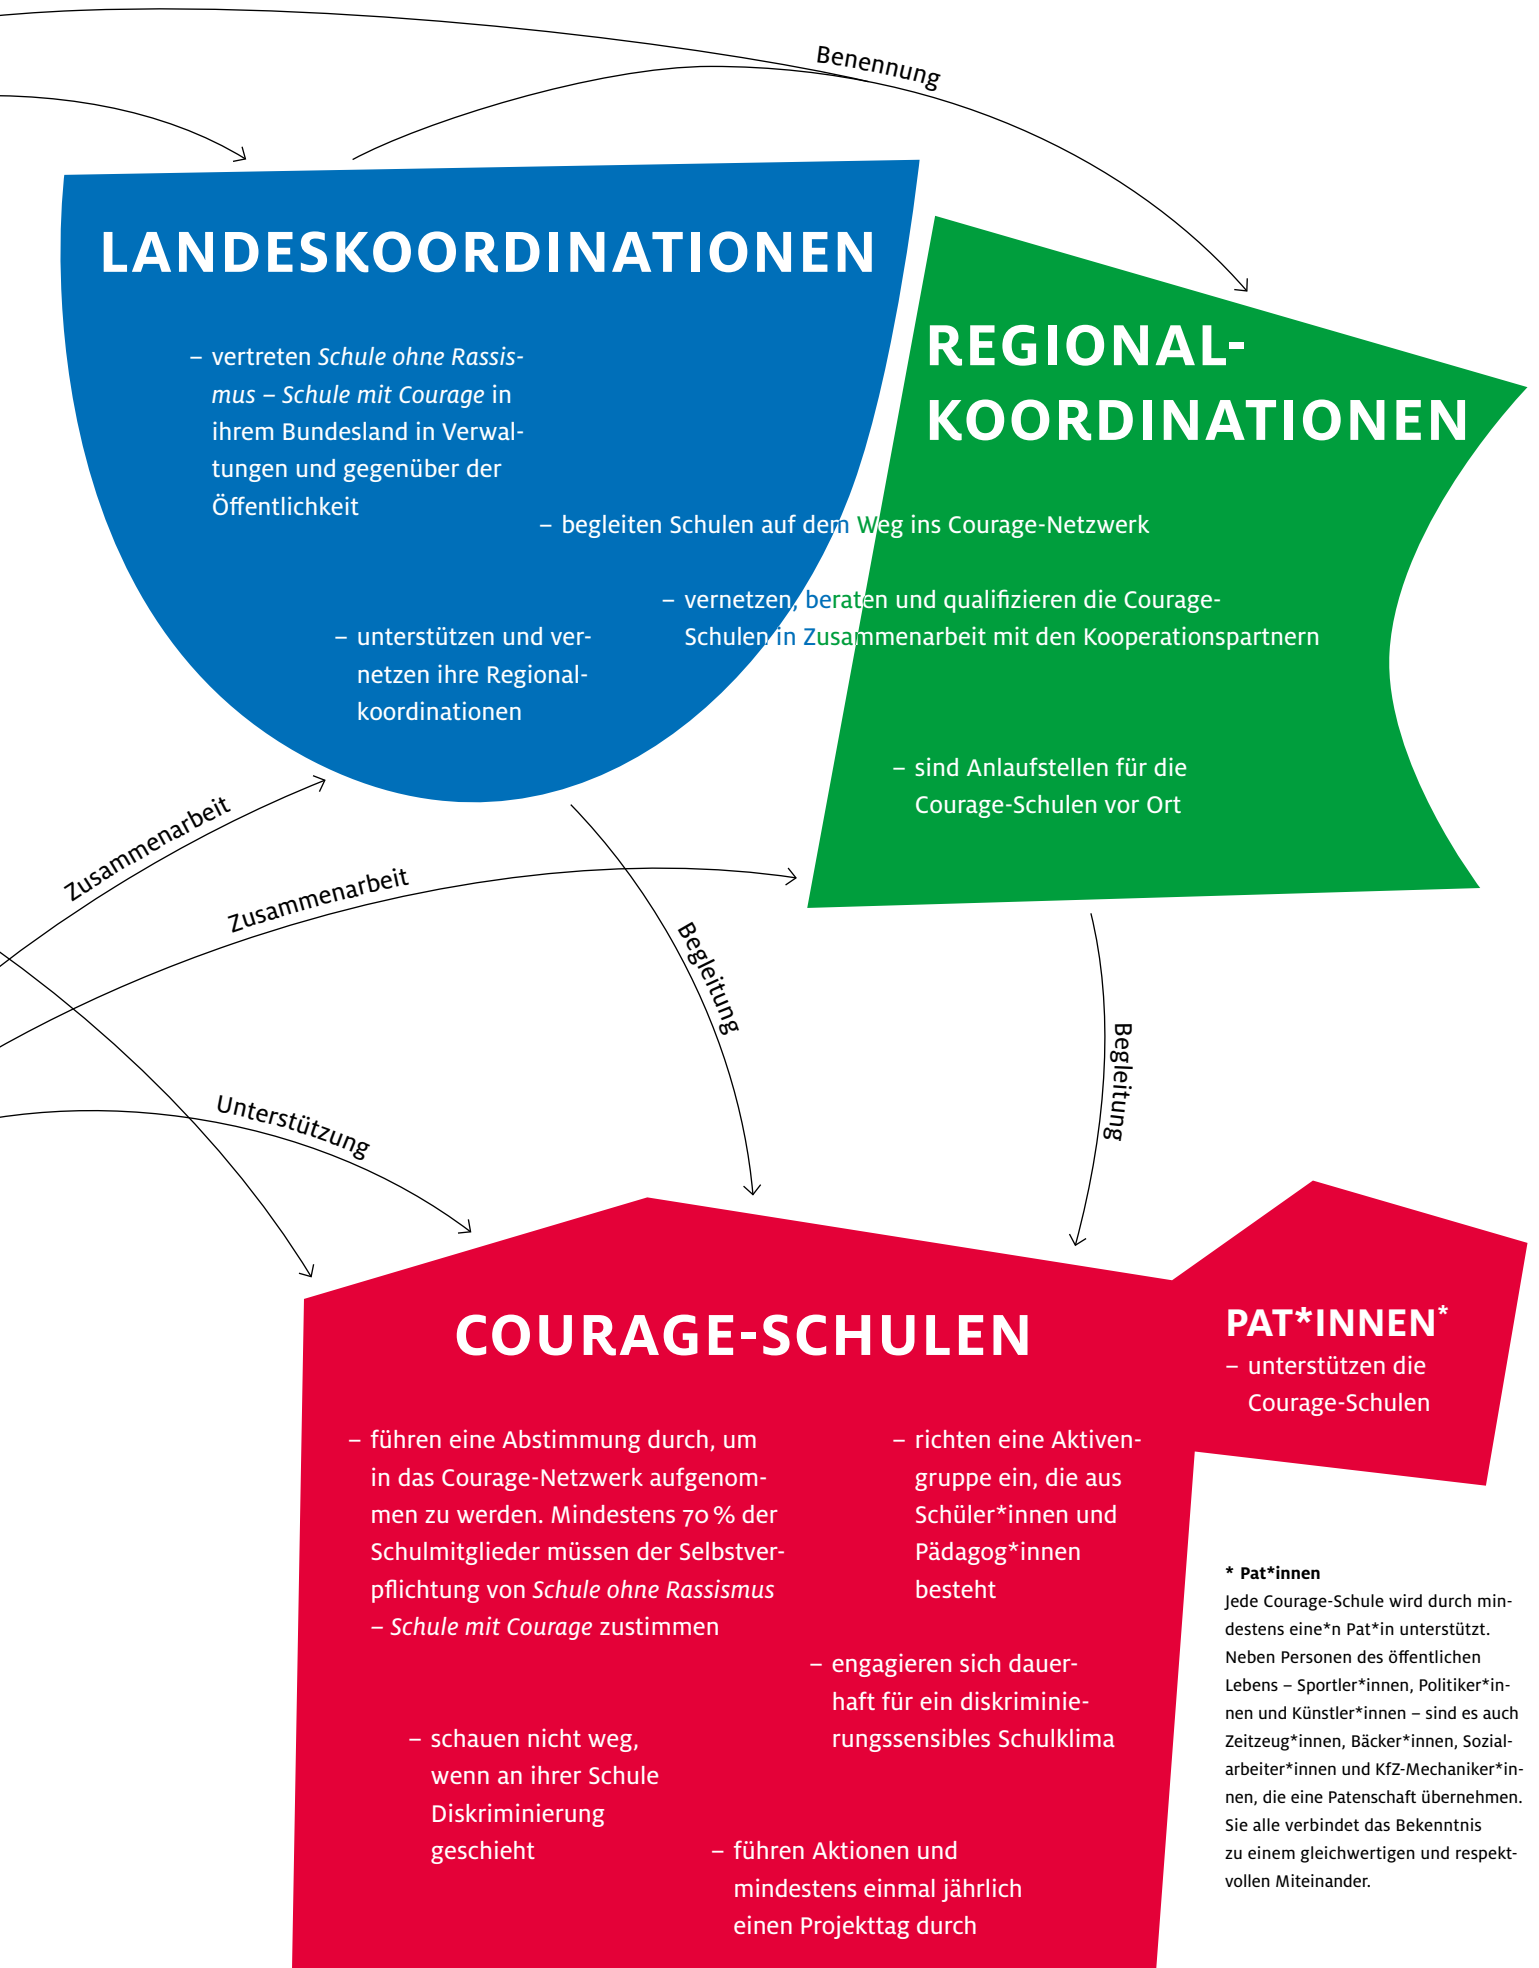 Benennung
LANDESKOORDINATIONEN
– vertreten Schule ohne Rassis-
mus – Schule mit Courage in
ihrem Bundesland in Verwal-
tungen und gegenüber der
Öffentlichkeit
REGIONAL-
KOORDINATIONEN
– begleiten Schulen auf dem Weg ins Courage-Netzwerk
– vernetzen, beraten und qualifizieren die Courage-
Schulen in Zusammenarbeit mit den Kooperationspartnern
– unterstützen und ver-
netzen ihre Regional-
koordinationen
– sind Anlaufstellen für die
Courage-Schulen vor Ort
Zusammenarbeit
Zusammenarbeit
Begleitung
Begleitung
Unterstützung
COURAGE-SCHULEN
– führen eine Abstimmung durch, um
in das Courage-Netzwerk aufgenom-
men zu werden. Mindestens 70 % der
Schulmitglieder müssen der Selbstver-
pflichtung von Schule ohne Rassismus
– Schule mit Courage zustimmen
– richten eine Aktiven-
gruppe ein, die aus
Schüler*innen und
Pädagog*innen
besteht
– engagieren sich dauer-
haft für ein diskriminie-
rungssensibles Schulklima
– schauen nicht weg,
wenn an ihrer Schule
Diskriminierung
geschieht
– führen Aktionen und
mindestens einmal jährlich
einen Projekttag durch
PAT*INNEN*
– unterstützen die
Courage-Schulen
* Pat*innen
Jede Courage-Schule wird durch min-
destens eine*n Pat*in unterstützt.
Neben Personen des öffentlichen
Lebens – Sportler*innen, Politiker*in-
nen und Künstler*innen – sind es auch
Zeitzeug*innen, Bäcker*innen, Sozial-
arbeiter*innen und KfZ-Mechaniker*in-
nen, die eine Patenschaft übernehmen.
Sie alle verbindet das Bekenntnis
zu einem gleichwertigen und respekt-
vollen Miteinander.